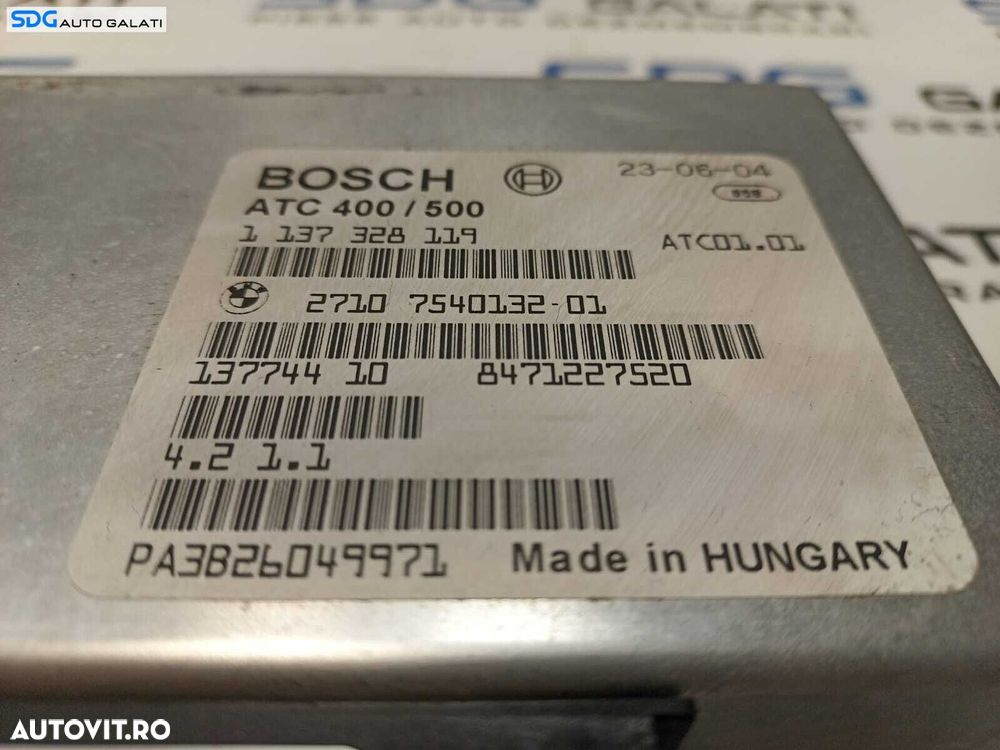 SDG AUTO GALATI
BOSCH
23-06-04
ATC 400 / 500
1 137 328 119
ATC01.01
2710 7540132-01
137744 10 8471227520
4.2 1.1
PA3B26049971 Made in HUNGARY
AUTOVIT.RO